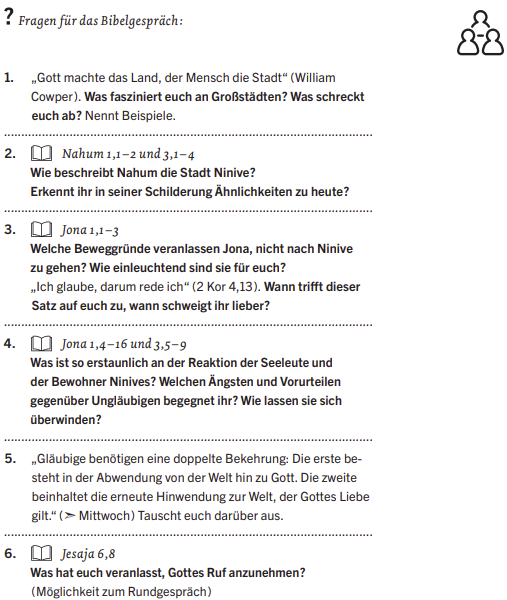 ? Fragen für das Bibelgespräch:
1. „Gott machte das Land, der Mensch die Stadt“ (William
Cowper). Was fasziniert euch an Großstädten? Was schreckt
euch ab? Nennt Beispiele.
2. Nahum 1,1–2 und 3,1–4
Wie beschreibt Nahum die Stadt Ninive?
Erkennt ihr in seiner Schilderung Ähnlichkeiten zu heute?
3. Jona 1,1–3
Welche Beweggründe veranlassen Jona, nicht nach Ninive
zu gehen? Wie einleuchtend sind sie für euch?
„Ich glaube, darum rede ich“ (2 Kor 4,13). Wann trifft dieser
Satz auf euch zu, wann schweigt ihr lieber?
4. Jona 1,4–16 und 3,5–9
Was ist so erstaunlich an der Reaktion der Seeleute und
der Bewohner Ninives? Welchen Ängsten und Vorurteilen
gegenüber Ungläubigen begegnet ihr? Wie lassen sie sich
überwinden?
5. „Gläubige benötigen eine doppelte Bekehrung: Die erste be-
steht in der Abwendung von der Welt hin zu Gott. Die zweite
beinhaltet die erneute Hinwendung zur Welt, der Gottes Liebe
gilt.“ (➣ Mittwoch) Tauscht euch darüber aus.
6. Jesaja 6,8
Was hat euch veranlasst, Gottes Ruf anzunehmen?
(Möglichkeit zum Rundgespräch)